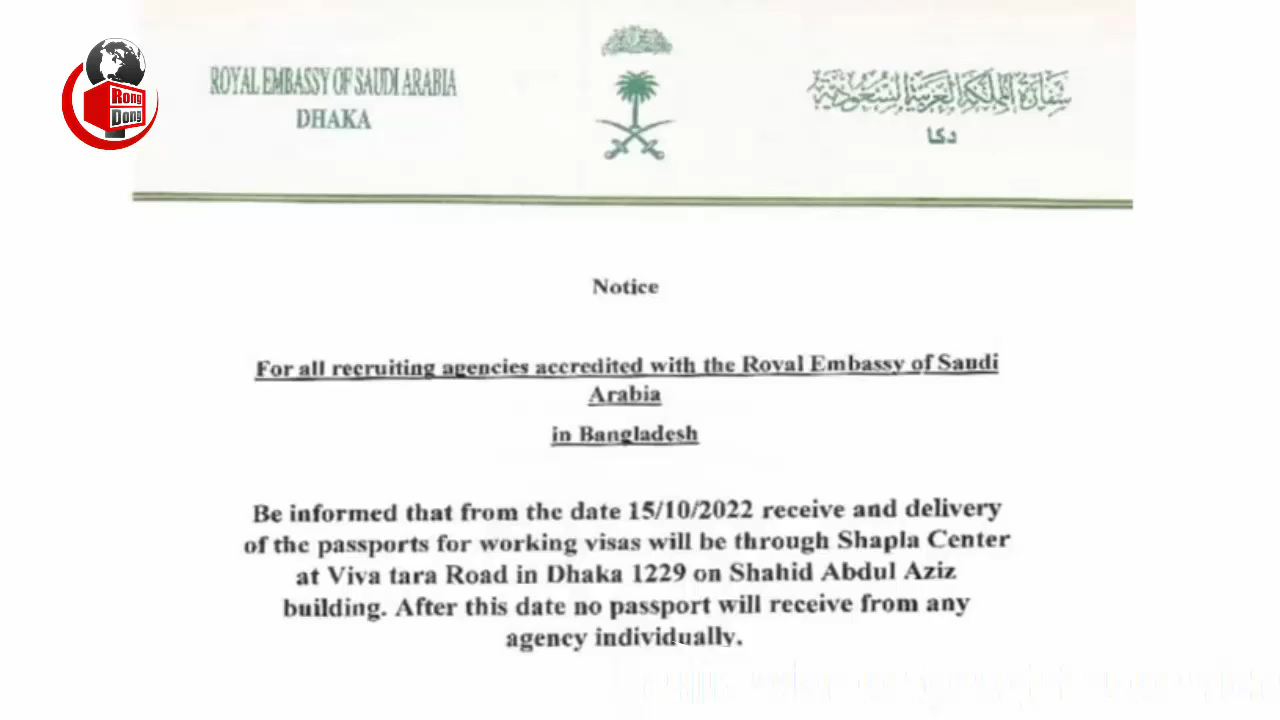 Rong
Dong
ROYAL EMBASSY OF SAUDI ARABIA
DHAKA
سفارة المملكة العربية السعودية
دكا
Notice
For all recruiting agencies accredited with the Royal Embassy of Saudi
Arabia
in Bangladesh
Be informed that from the date 15/10/2022 receive and delivery
of the passports for working visas will be through Shapla Center
at Viva tara Road in Dhaka 1229 on Shahid Abdul Aziz
building. After this date no passport will receive from any
agency individually.